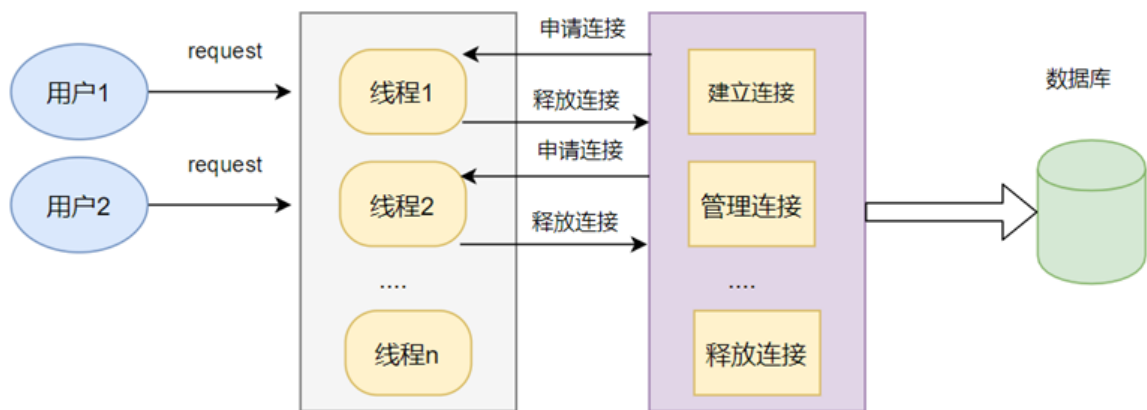 用户1
request
用户2
request
线程1
线程2
....
线程n
申请连接
释放连接
申请连接
释放连接
建立连接
管理连接
....
释放连接
数据库